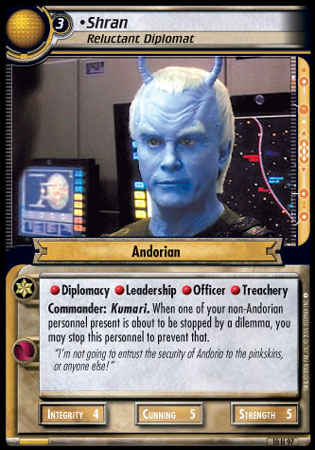 3
•Shran
Reluctant Diplomat
Andorian
Diplomacy Leadership Officer Treachery
Commander: Kumari. When one of your non-Andorian
personnel present is about to be stopped by a dilemma, you
may stop this personnel to prevent that.
"I'm not going to entrust the security of Andoria to the pinkskins,
or anyone else!"
INTEGRITY 4 CUNNING 5 STRENGTH 5
10 U 97